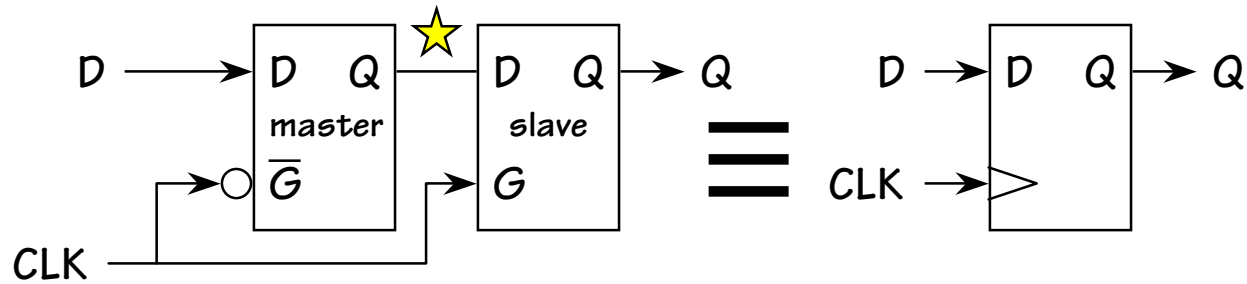 D D Q D Q Q D D Q Q
master slave
G̅ G CLK
CLK